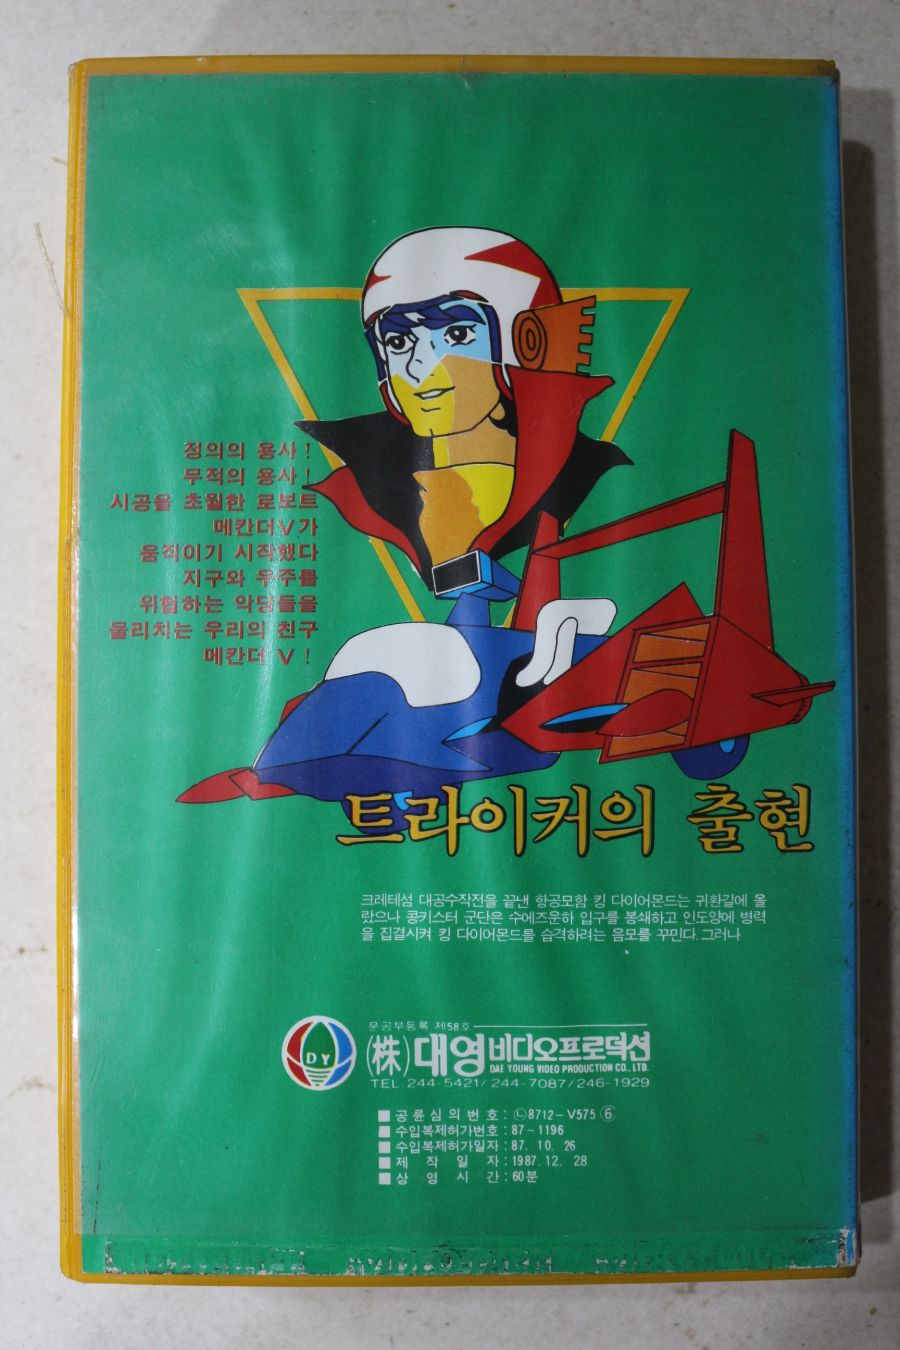 정의의 용사!
무적의 용사!
시공을 초월한 로보트
메칸더V가
움직이기 시작했다
지구와 우주를
위협하는 악당들을
물리치는 우리의 친구
메칸더 V!
트라이커의 출현
크레테섬 대공수작전을 끝낸 항공모함 킹 다이어몬드는 귀환길에 올
랐으나 콩키스터 군단은 수에즈운하 입구를 봉쇄하고 인도양에 병력
을 집결시켜 킹 다이어몬드를 습격하려는 음모를 꾸민다. 그러나
문공부등록 제58호
DY
(株)대영비디오프로덕션
DAE YOUNG VIDEO PRODUCTION CO., LTD.
TEL. 244-5421/244-7087/246-1929
■ 공륜심의번호: ㉡8712-V575⑥
■ 수입복제허가번호: 87-1196
■ 수입복제허가일자: 87. 10. 26
■ 제작일자: 1987. 12. 28
■ 상영시간: 60분